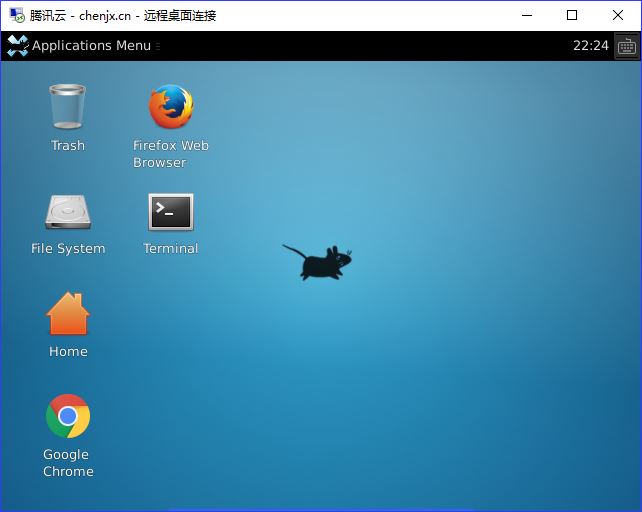 腾讯云 - chenjx.cn - 远程桌面连接
Applications Menu
22:24
Trash
Firefox Web
Browser
File System
Terminal
Home
Google
Chrome